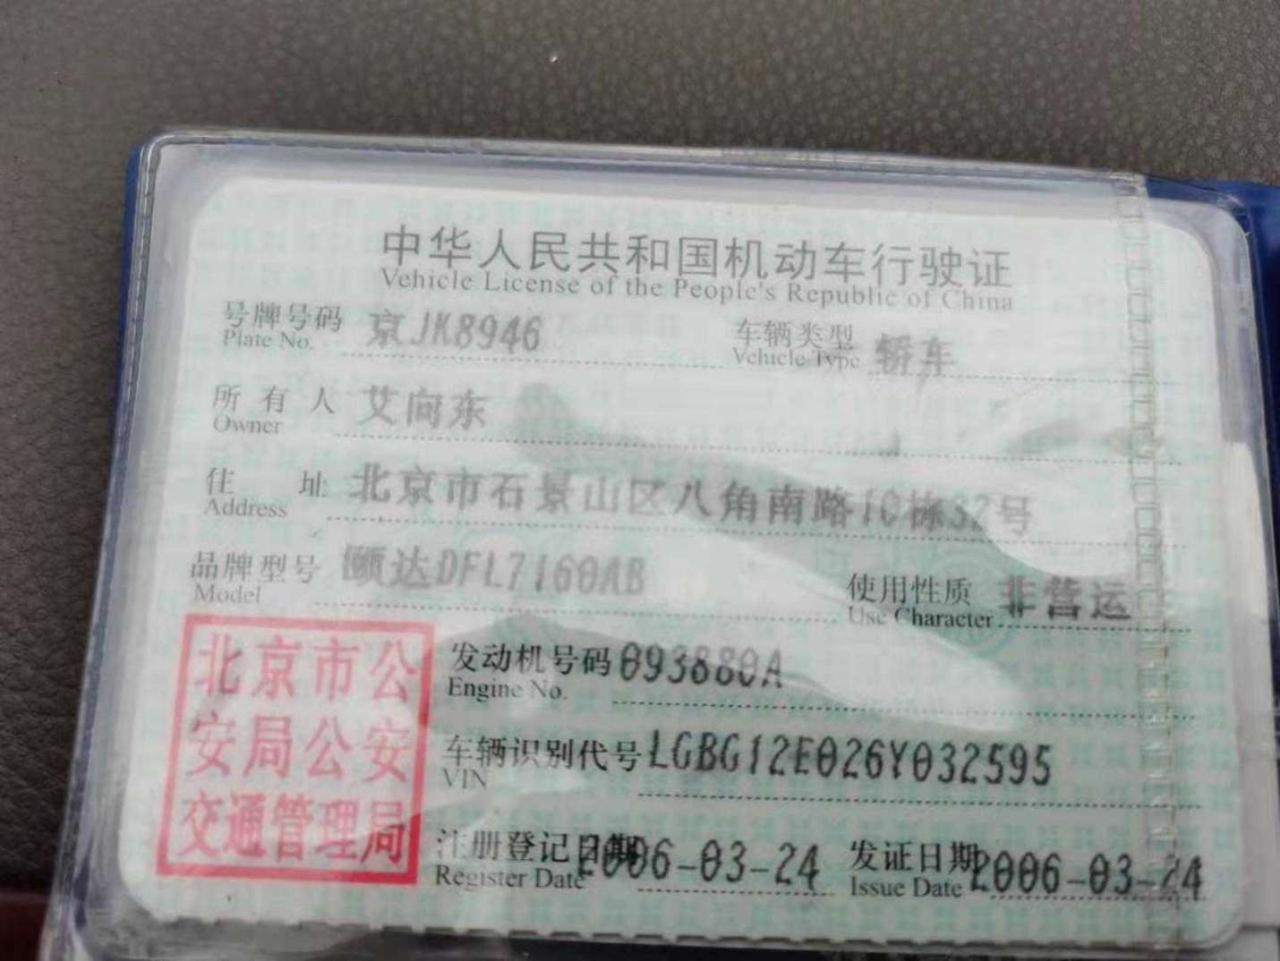 中华人民共和国机动车行驶证
Vehicle License of the People's Republic of China
号牌号码 京JK8946 车辆类型 轿车
Plate No. Vehicle Type
所有人 艾向东
Owner
住址 北京市石景山区八角南路10栋32号
Address
品牌型号 颐达DFL7160AB 使用性质 非营运
Model Use Character
北京市公
安局公安
交通管理局
发动机号码 093880A
Engine No.
车辆识别代号 LGBG12E026Y032595
VIN
注册登记日期 2006-03-24 发证日期 2006-03-24
Register Date Issue Date